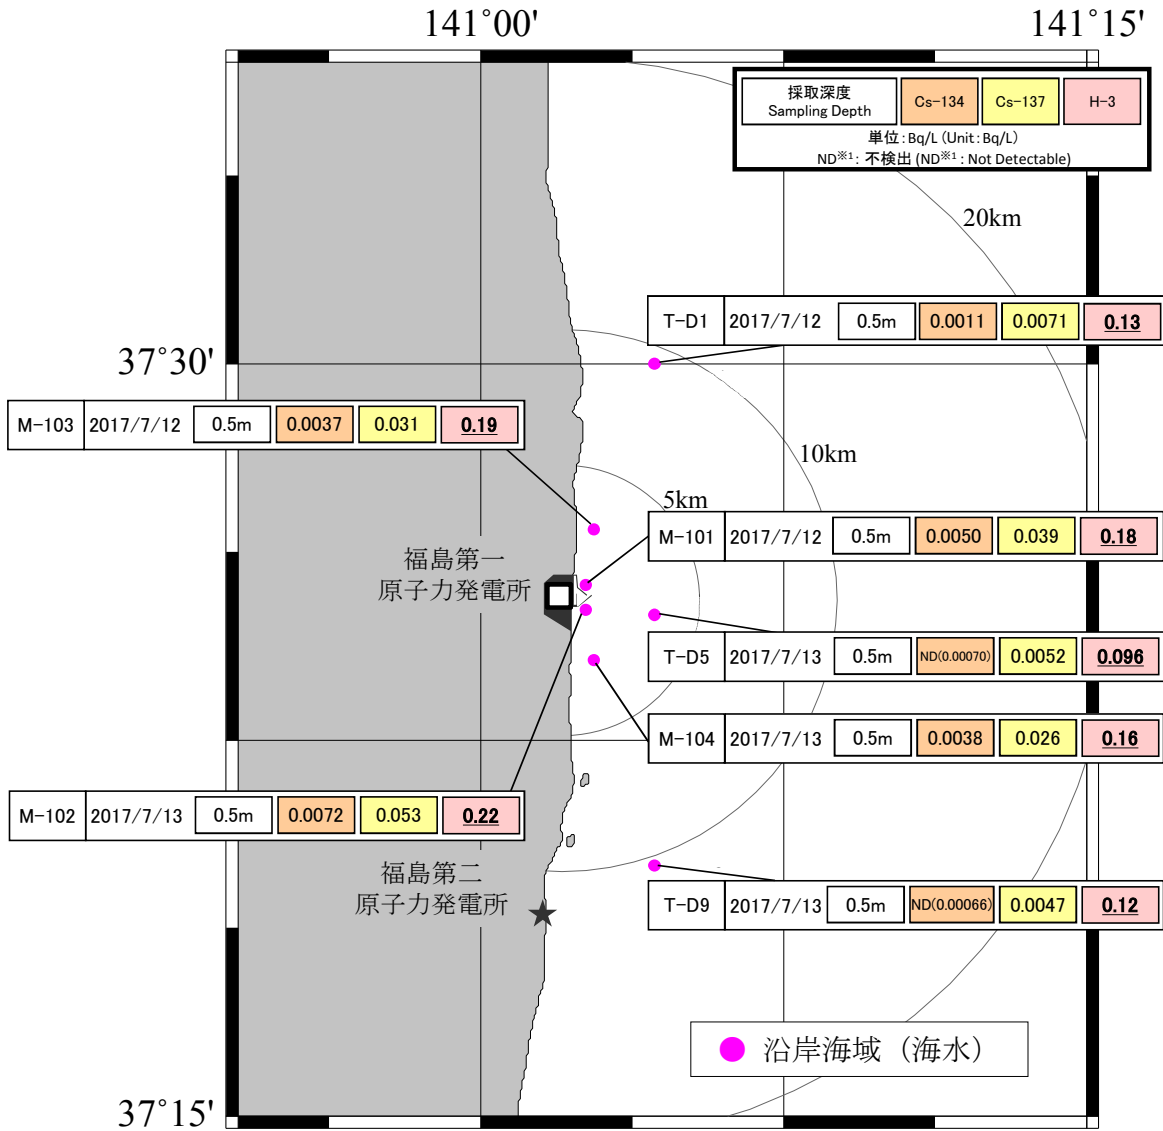 141°00'
141°15'
採取深度
Sampling Depth
Cs-134
Cs-137
H-3
単位:Bq/L (Unit:Bq/L)
ND※1: 不検出 (ND※1: Not Detectable)
20km
T-D1 2017/7/12 0.5m 0.0011 0.0071 0.13
37°30'
M-103 2017/7/12 0.5m 0.0037 0.031 0.19
10km
5km
M-101 2017/7/12 0.5m 0.0050 0.039 0.18
福島第一
原子力発電所
T-D5 2017/7/13 0.5m ND(0.00070) 0.0052 0.096
M-104 2017/7/13 0.5m 0.0038 0.026 0.16
M-102 2017/7/13 0.5m 0.0072 0.053 0.22
福島第二
原子力発電所
T-D9 2017/7/13 0.5m ND(0.00066) 0.0047 0.12
沿岸海域（海水）
37°15'